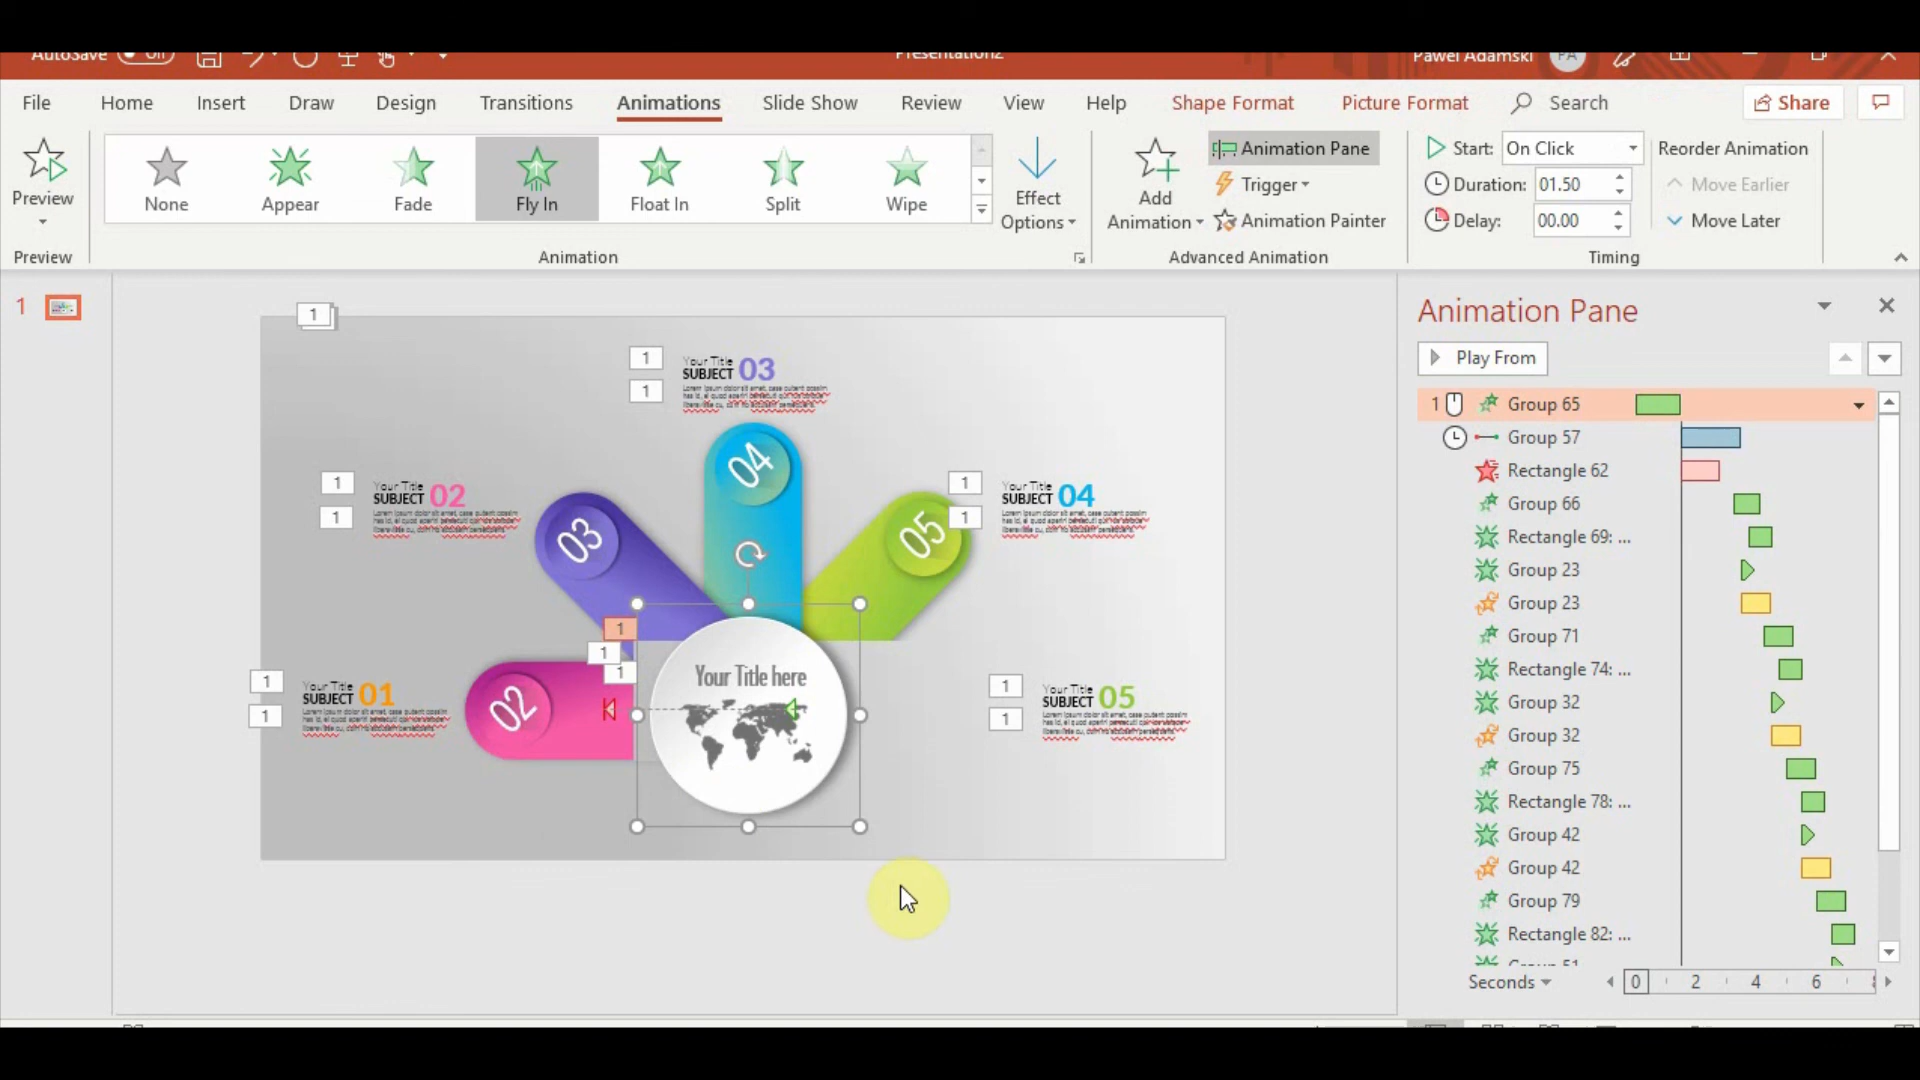 AutoSave Off Presentation2 Pawel Adamski PA
File Home Insert Draw Design Transitions Animations Slide Show Review View Help Shape Format Picture Format Search Share
Preview
None Appear Fade Fly In Float In Split Wipe
Effect Options
Add Animation
Animation Pane
Trigger
Animation Painter
Start: On Click
Duration: 01.50
Delay: 00.00
Reorder Animation
Move Earlier
Move Later
Preview Animation Advanced Animation Timing
1
1
1
1
Your Title
SUBJECT 03
1
1
Your Title
SUBJECT 02
1
1
Your Title
SUBJECT 04
1
1
Your Title
SUBJECT 01
1
1
Your Title
SUBJECT 05
02
03
04
05
1
1
1
Your Title here
Animation Pane
Play From
1 Group 65
Group 57
Rectangle 62
Group 66
Rectangle 69: ...
Group 23
Group 23
Group 71
Rectangle 74: ...
Group 32
Group 32
Group 75
Rectangle 78: ...
Group 42
Group 42
Group 79
Rectangle 82: ...
Group 51
Seconds 0 2 4 6